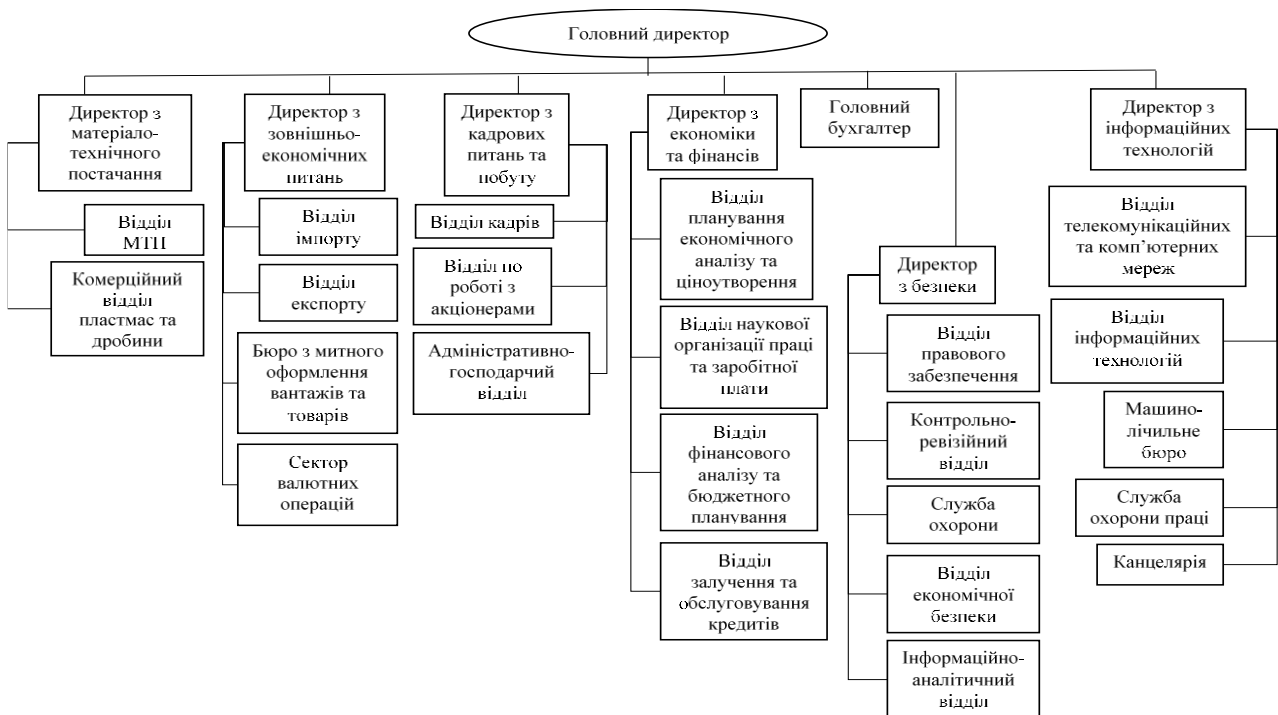 Головний директор
Директор з
матеріало-
технічного
постачання
Відділ
МТП
Комерційний
відділ
пластмас та
дробини
Директор з
зовнішньо-
економічних
питань
Відділ
імпорту
Відділ
експорту
Бюро з митного
оформлення
вантажів та
товарів
Сектор
валютних
операцій
Директор з
кадрових
питань та
побуту
Відділ кадрів
Відділ по
роботі з
акціонерами
Адміністративно-
господарчий
відділ
Директор з
економіки
та фінансів
Відділ
планування
економічного
аналізу та
ціноутворення
Відділ наукової
організації праці
та заробітної
плати
Відділ
фінансового
аналізу та
бюджетного
планування
Відділ
залучення та
обслуговування
кредитів
Головний
бухгалтер
Директор
з безпеки
Відділ
правового
забезпечення
Контрольно-
ревізійний
відділ
Служба
охорони
Відділ
економічної
безпеки
Інформаційно-
аналітичний
відділ
Директор з
інформаційних
технологій
Відділ
телекомунікаційних
та комп’ютерних
мереж
Відділ
інформаційних
технологій
Машино-
лічильне
бюро
Служба
охорони праці
Канцелярія